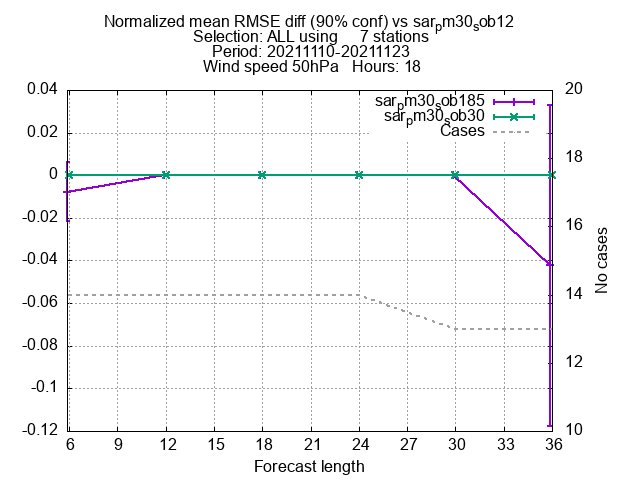 Normalized mean RMSE diff (90% conf) vs sarpm30sob12
Selection: ALL using 7 stations
Period: 20211110-20211123
Wind speed 50hPa Hours: 18
0.04
0.02
0
-0.02
-0.04
-0.06
-0.08
-0.1
-0.12
20
18
16
14
12
10
No cases
sarpm30sob185
sarpm30sob30
Cases
6 9 12 15 18 21 24 27 30 33 36
Forecast length